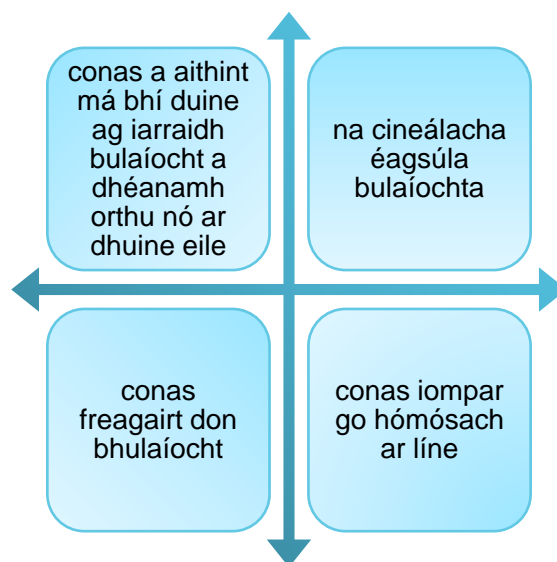 conas a aithint
má bhí duine
ag iarraidh
bulaíocht a
dhéanamh
orthu nó ar
dhuine eile
na cineálacha
éagsúla
bulaíochta
conas
freagairt don
bhulaíocht
conas iompar
go hómósach
ar líne